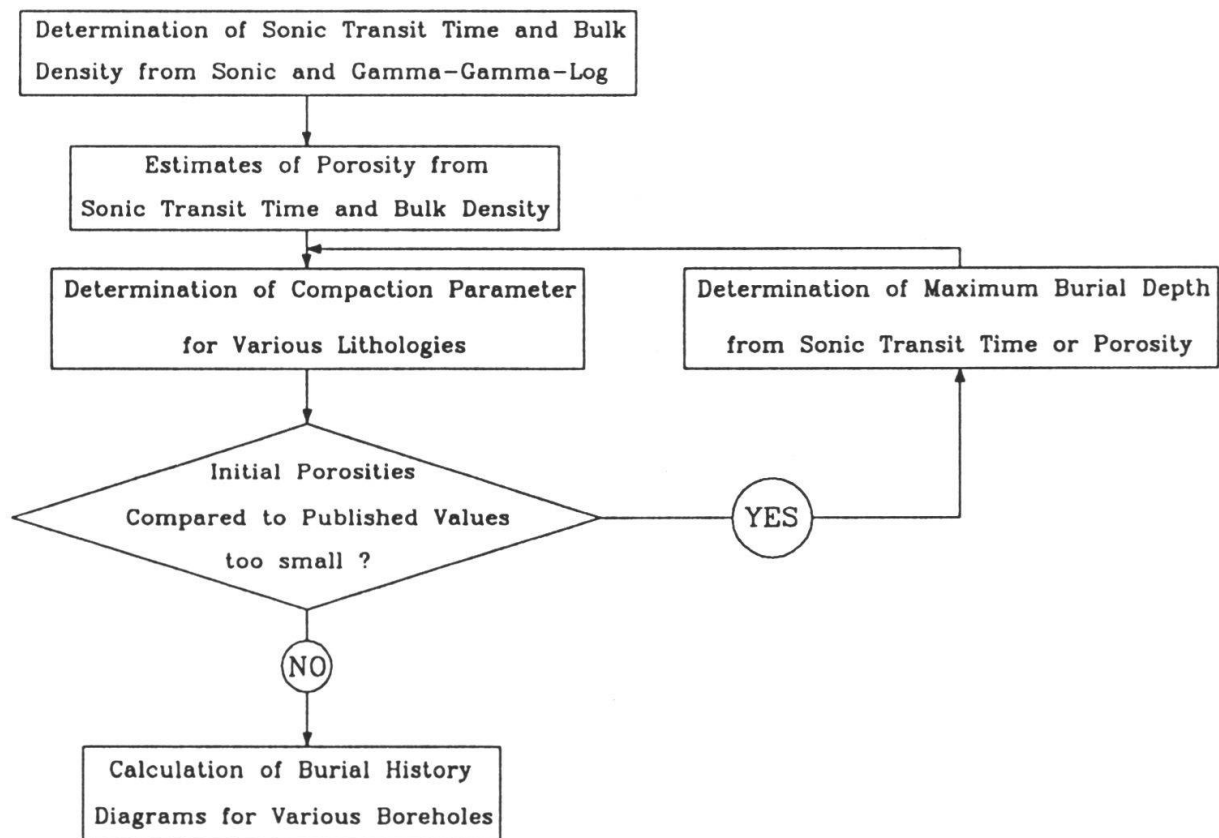 Determination of Sonic Transit Time and Bulk
Density from Sonic and Gamma-Gamma-Log
Estimates of Porosity from
Sonic Transit Time and Bulk Density
Determination of Compaction Parameter
for Various Lithologies
Determination of Maximum Burial Depth
from Sonic Transit Time or Porosity
Initial Porosities
Compared to Published Values
too small ?
YES
NO
Calculation of Burial History
Diagrams for Various Boreholes